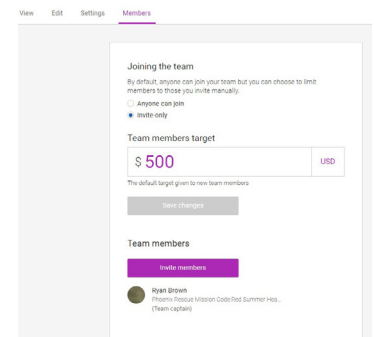 View Edit Settings Members
Joining the team
By default, anyone can join your team but you can choose to limit
members to those you invite manually.
Anyone can join
Invite only
Team members target
$ 500 USD
The default target given to new team members
Save changes
Team members
Invite members
Ryan Brown
Phoenix Rescue Mission Code:Red Summer Hea...
(Team captain)